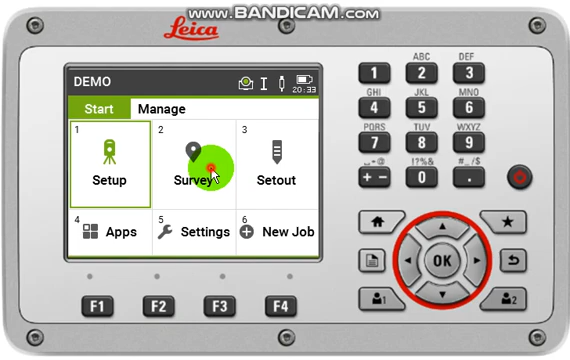 www.BANDICAM.com
Leica
DEMO
20:33
Start Manage
1 2 3
Setup Survey Setout
4 Apps 5 Settings 6 New Job
F1 F2 F3 F4
ABC DEF
1 2 3
GHI JKL MNO
4 5 6
PQRS TUV WXYZ
7 8 9
␣-@ !?%& #_/$
+ - 0 .
OK
1 2